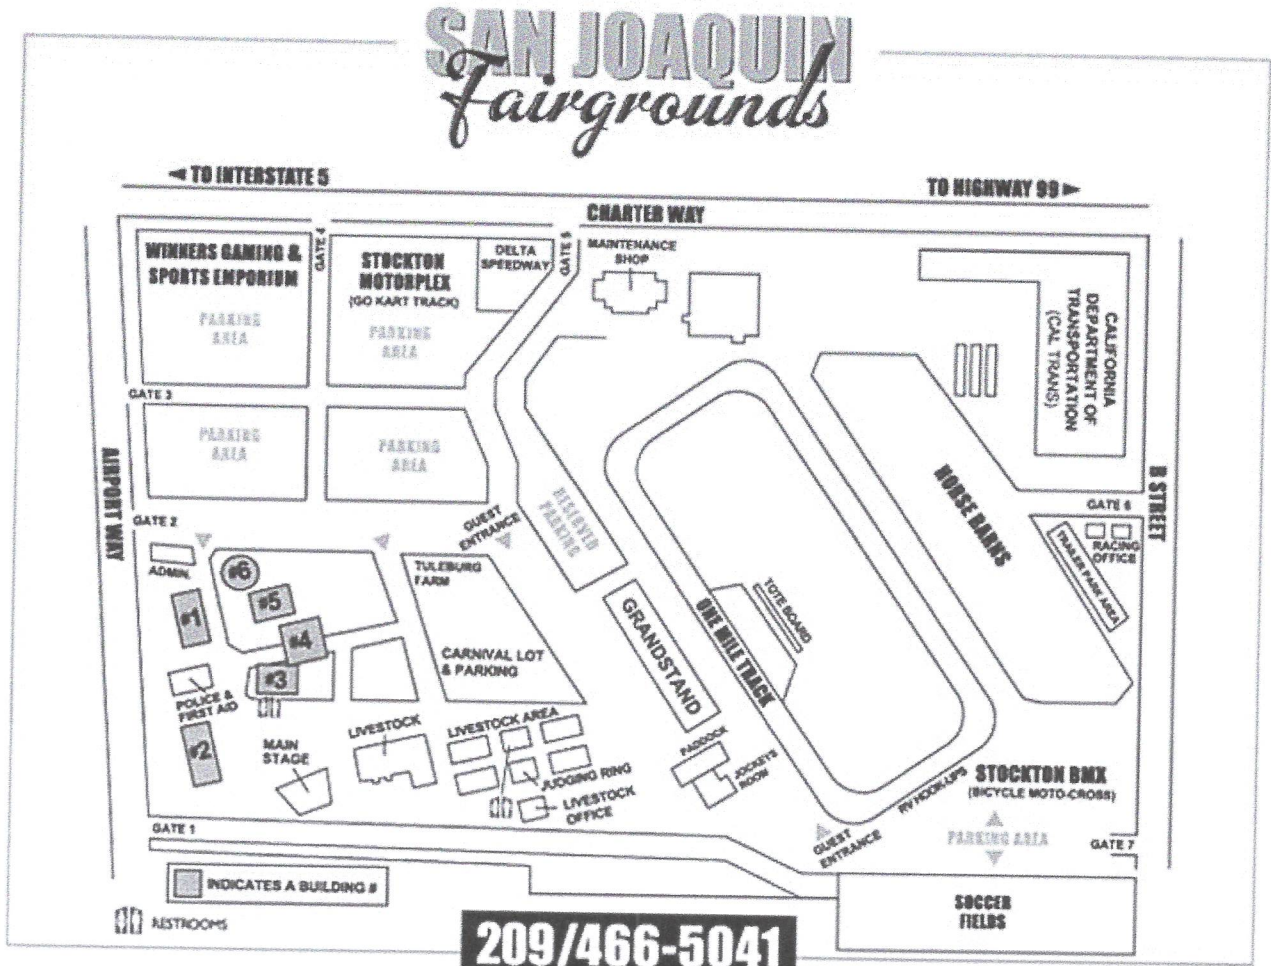 SAN JOAQUIN
Fairgrounds
◄ TO INTERSTATE 5
TO HIGHWAY 99 ►
CHARTER WAY
WINNERS GAMING &
SPORTS EMPORIUM
PARKING
AREA
GATE 4
STOCKTON
MOTORPLEX
(GO KART TRACK)
PARKING
AREA
DELTA
SPEEDWAY
GATE 5
MAINTENANCE
SHOP
CALIFORNIA
DEPARTMENT OF
TRANSPORTATION
(CAL TRANS)
GATE 3
PARKING
AREA
PARKING
AREA
AIRPORT WAY
B STREET
GATE 2
GUEST
ENTRANCE
RESERVED
PARKING
HORSE BARNS
GATE 6
RACING
OFFICE
TRAILER PARK AREA
ADMIN.
#6
#5
#1
#4
#3
TULEBURG
FARM
CARNIVAL LOT
& PARKING
GRANDSTAND
ONE MILE TRACK
TOTE BOARD
POLICE &
FIRST AID
#2
MAIN
STAGE
LIVESTOCK
LIVESTOCK AREA
JUDGING RING
LIVESTOCK
OFFICE
PADDOCK
JOCKEYS
ROOM
RV HOOK-UPS
STOCKTON BMX
(BICYCLE MOTO-CROSS)
PARKING AREA
GUEST
ENTRANCE
GATE 7
GATE 1
INDICATES A BUILDING #
RESTROOMS
SOCCER
FIELDS
209/466-5041